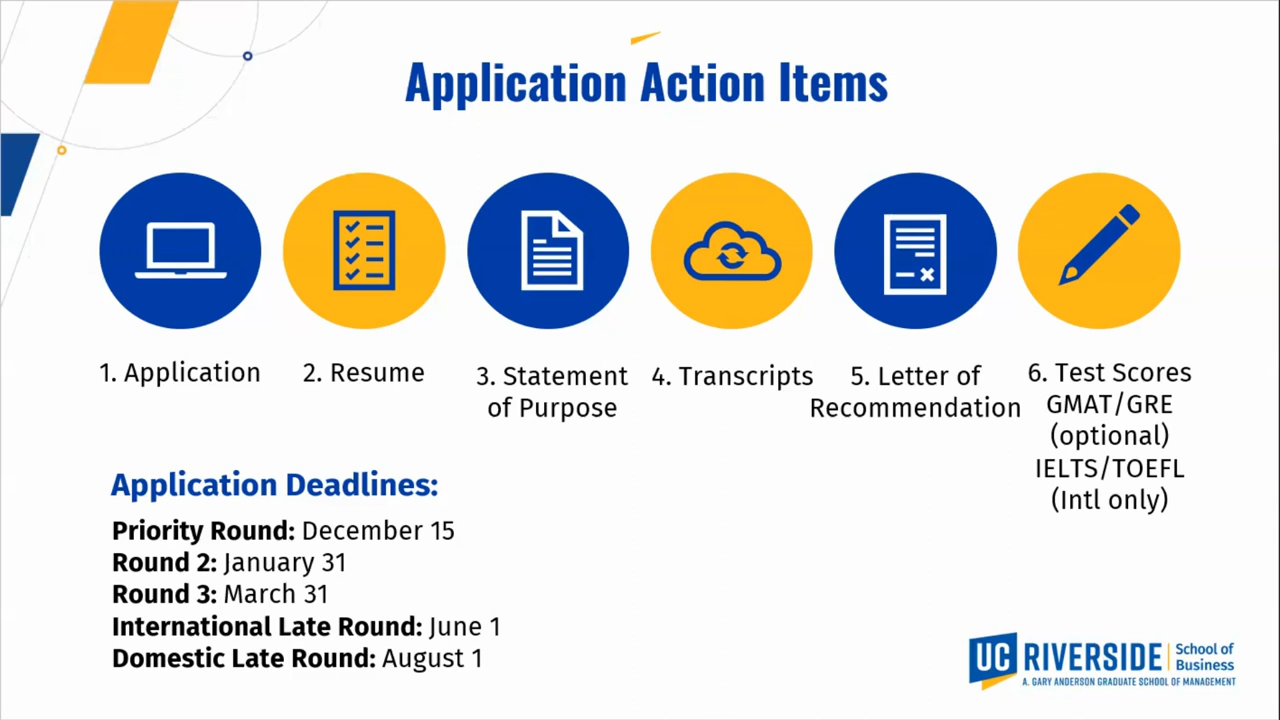 Application Action Items
1. Application
2. Resume
3. Statement
of Purpose
4. Transcripts
5. Letter of
Recommendation
6. Test Scores
GMAT/GRE
(optional)
IELTS/TOEFL
(Intl only)
Application Deadlines:
Priority Round: December 15
Round 2: January 31
Round 3: March 31
International Late Round: June 1
Domestic Late Round: August 1
UC RIVERSIDE
School of
Business
A. GARY ANDERSON GRADUATE SCHOOL OF MANAGEMENT